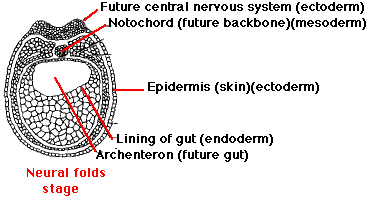 Future central nervous system (ectoderm)
Notochord (future backbone)(mesoderm)
Epidermis (skin)(ectoderm)
Lining of gut (endoderm)
Archenteron (future gut)
Neural folds
stage